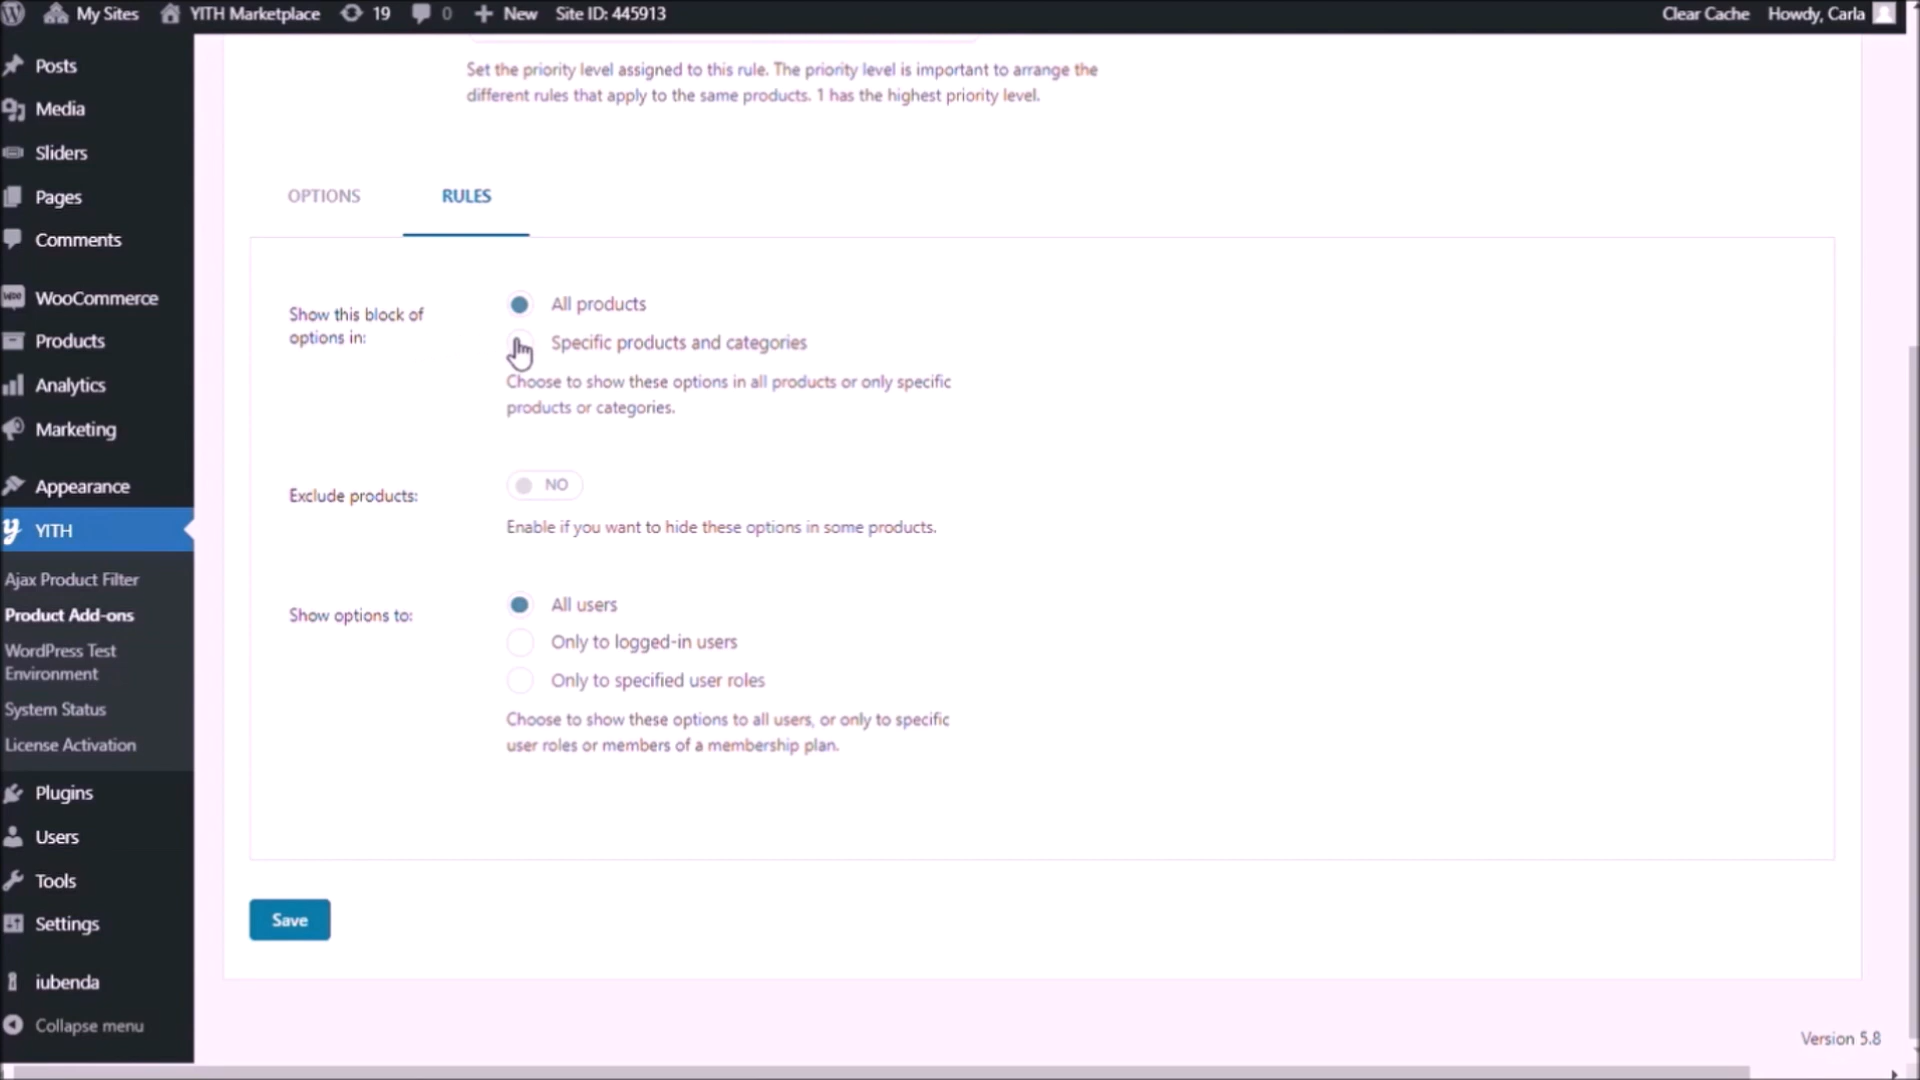 My Sites
YITH Marketplace
19
0
New
Site ID: 445913
Clear Cache
Howdy, Carla
Posts
Media
Sliders
Pages
Comments
WooCommerce
Products
Analytics
Marketing
Appearance
YITH
Ajax Product Filter
Product Add-ons
WordPress Test
Environment
System Status
License Activation
Plugins
Users
Tools
Settings
iubenda
Collapse menu
Set the priority level assigned to this rule. The priority level is important to arrange the
different rules that apply to the same products. 1 has the highest priority level.
OPTIONS
RULES
Show this block of
options in:
All products
Specific products and categories
Choose to show these options in all products or only specific
products or categories.
Exclude products:
NO
Enable if you want to hide these options in some products.
Show options to:
All users
Only to logged-in users
Only to specified user roles
Choose to show these options to all users, or only to specific
user roles or members of a membership plan.
Save
Version 5.8